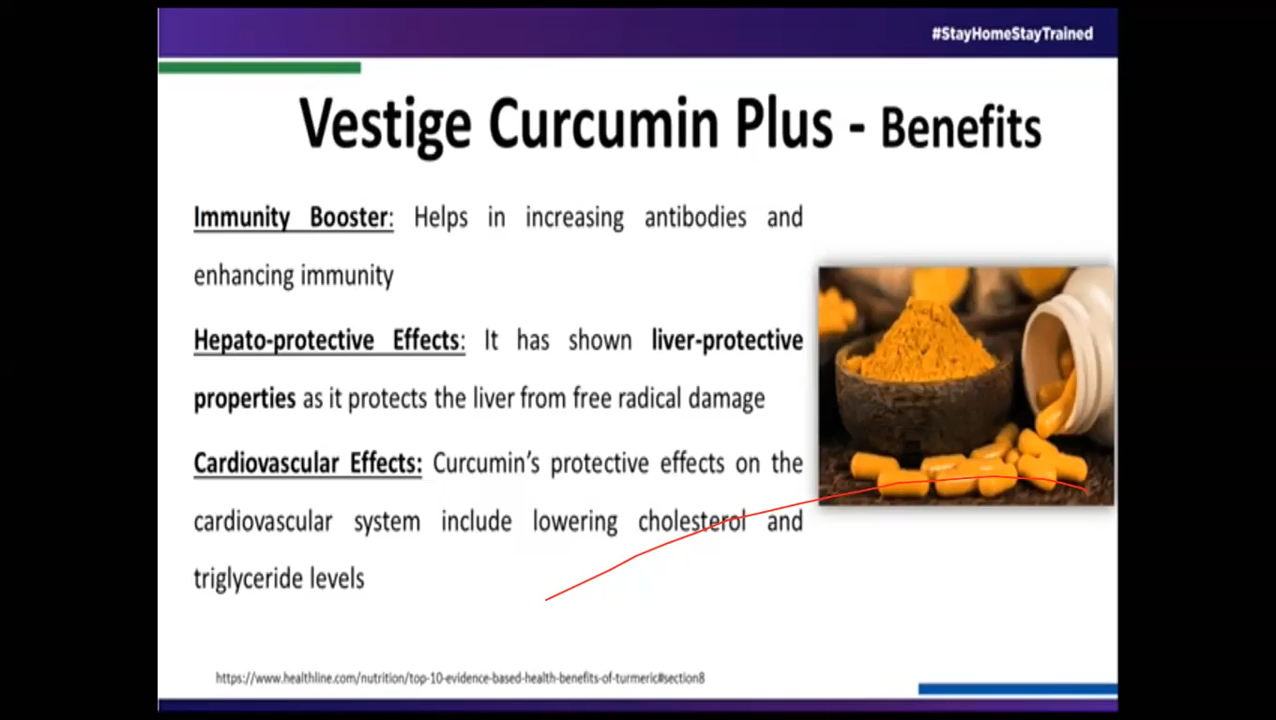 #StayHomeStayTrained
Vestige Curcumin Plus - Benefits
Immunity Booster: Helps in increasing antibodies and
enhancing immunity
Hepato-protective Effects: It has shown liver-protective
properties as it protects the liver from free radical damage
Cardiovascular Effects: Curcumin's protective effects on the
cardiovascular system include lowering cholesterol and
triglyceride levels
https://www.healthline.com/nutrition/top-10-evidence-based-health-benefits-of-turmeric#section8